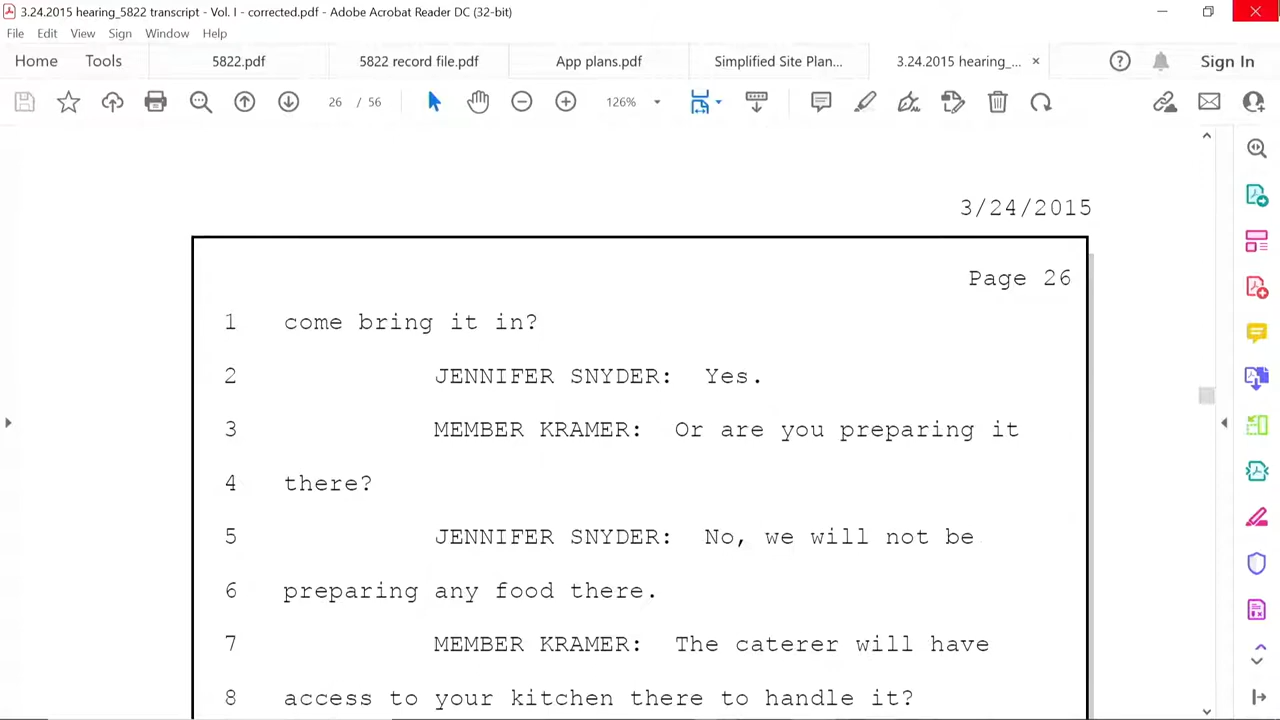 3.24.2015 hearing_5822 transcript - Vol. I - corrected.pdf - Adobe Acrobat Reader DC (32-bit)
File Edit View Sign Window Help
Home Tools 5822.pdf 5822 record file.pdf App plans.pdf Simplified Site Plan... 3.24.2015 hearing_... × Sign In
26 / 56 126%
3/24/2015
Page 26
1 come bring it in?
2 JENNIFER SNYDER: Yes.
3 MEMBER KRAMER: Or are you preparing it
4 there?
5 JENNIFER SNYDER: No, we will not be
6 preparing any food there.
7 MEMBER KRAMER: The caterer will have
8 access to your kitchen there to handle it?